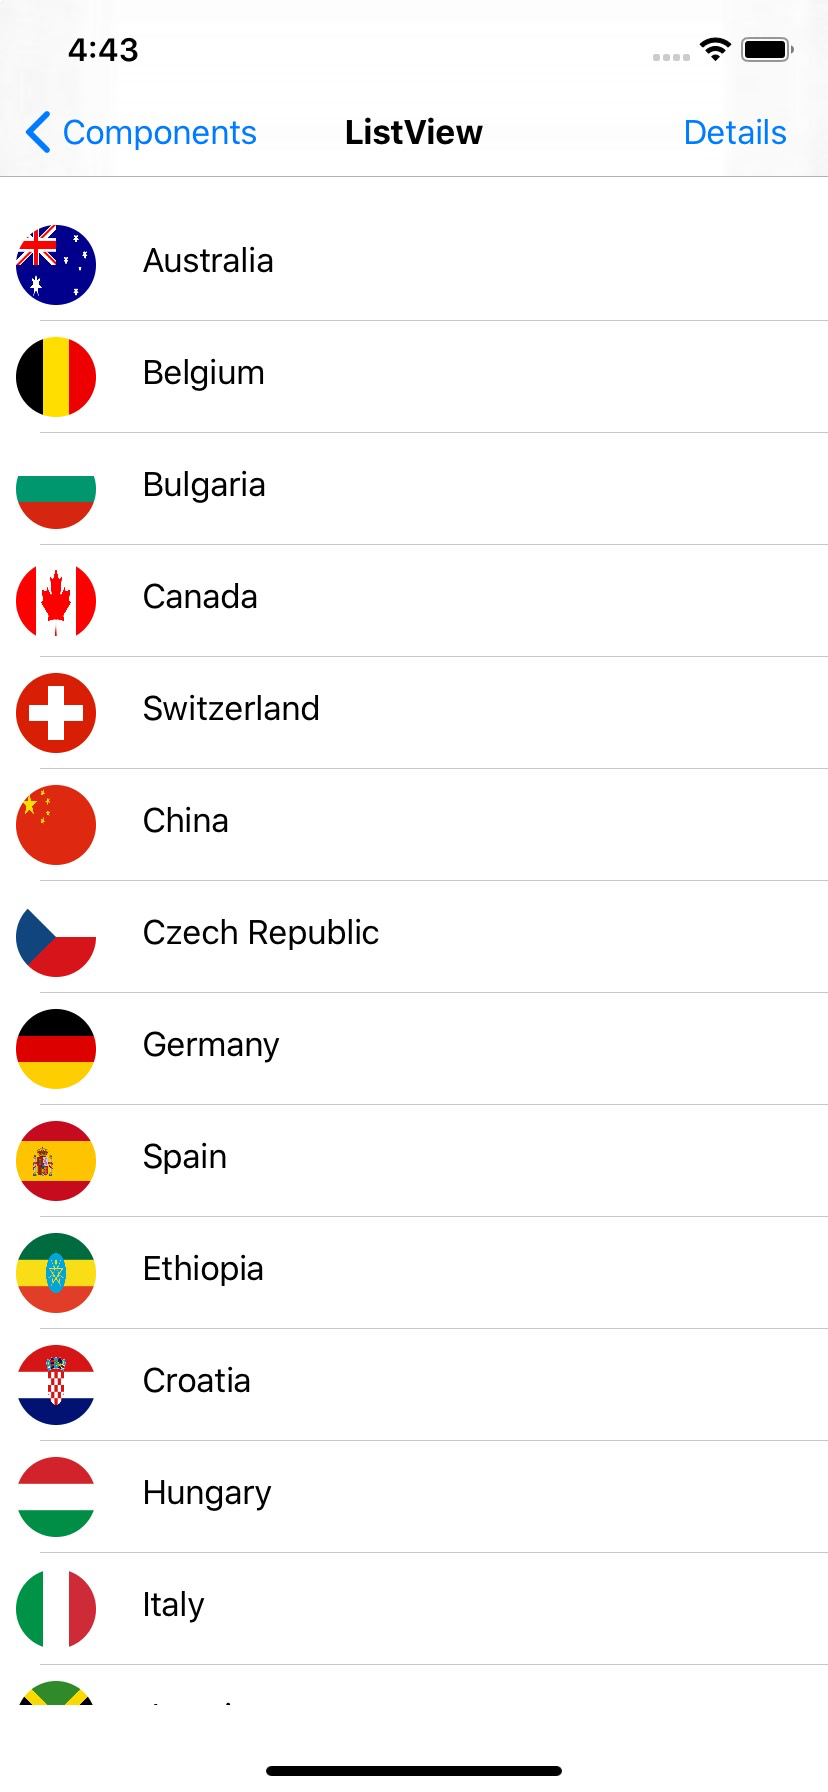 4:43
Components ListView Details
Australia
Belgium
Bulgaria
Canada
Switzerland
China
Czech Republic
Germany
Spain
Ethiopia
Croatia
Hungary
Italy